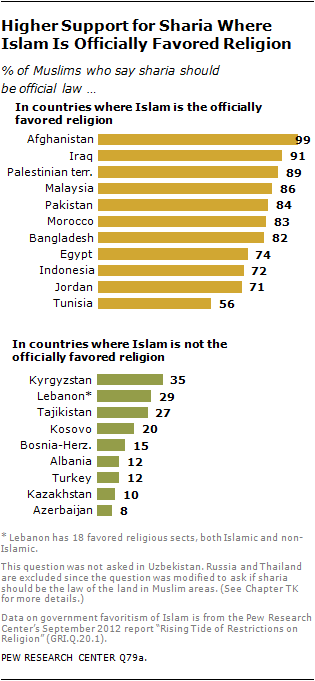 Higher Support for Sharia Where
Islam Is Officially Favored Religion
% of Muslims who say sharia should
be official law …
In countries where Islam is the officially
favored religion
Afghanistan 99
Iraq 91
Palestinian terr. 89
Malaysia 86
Pakistan 84
Morocco 83
Bangladesh 82
Egypt 74
Indonesia 72
Jordan 71
Tunisia 56
In countries where Islam is not the
officially favored religion
Kyrgyzstan 35
Lebanon* 29
Tajikistan 27
Kosovo 20
Bosnia-Herz. 15
Albania 12
Turkey 12
Kazakhstan 10
Azerbaijan 8
* Lebanon has 18 favored religious sects, both Islamic and non-
Islamic.
This question was not asked in Uzbekistan. Russia and Thailand
are excluded since the question was modified to ask if sharia
should be the law of the land in Muslim areas. (See Chapter TK
for more details.)
Data on government favoritism of Islam is from the Pew Research
Center's September 2012 report "Rising Tide of Restrictions on
Religion" (GRI.Q.20.1).
PEW RESEARCH CENTER Q79a.